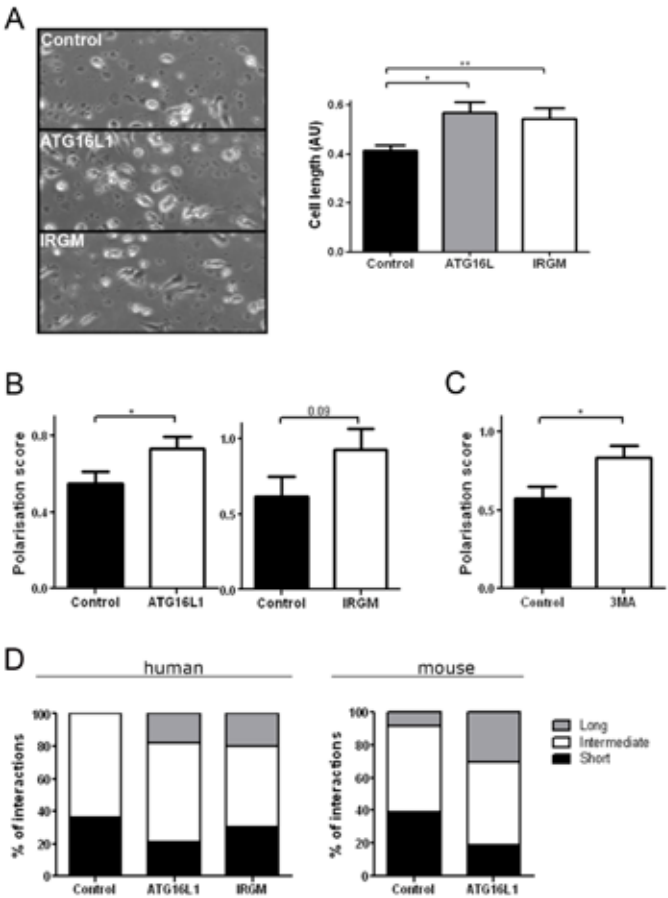 A
Control
ATG16L1
IRGM
**
*
0.6
0.4
0.2
0.0
Cell length (AU)
Control ATG16L IRGM
B
*
0.8
0.4
0.0
Polarisation score
Control ATG16L1
0.09
1.0
0.5
0.0
Control IRGM
C
*
1.0
0.5
0.0
Polarisation score
Control 3MA
D
human
100
80
60
40
20
0
% of interactions
Control ATG16L1 IRGM
mouse
100
80
60
40
20
0
% of interactions
Control ATG16L1
Long
Intermediate
Short